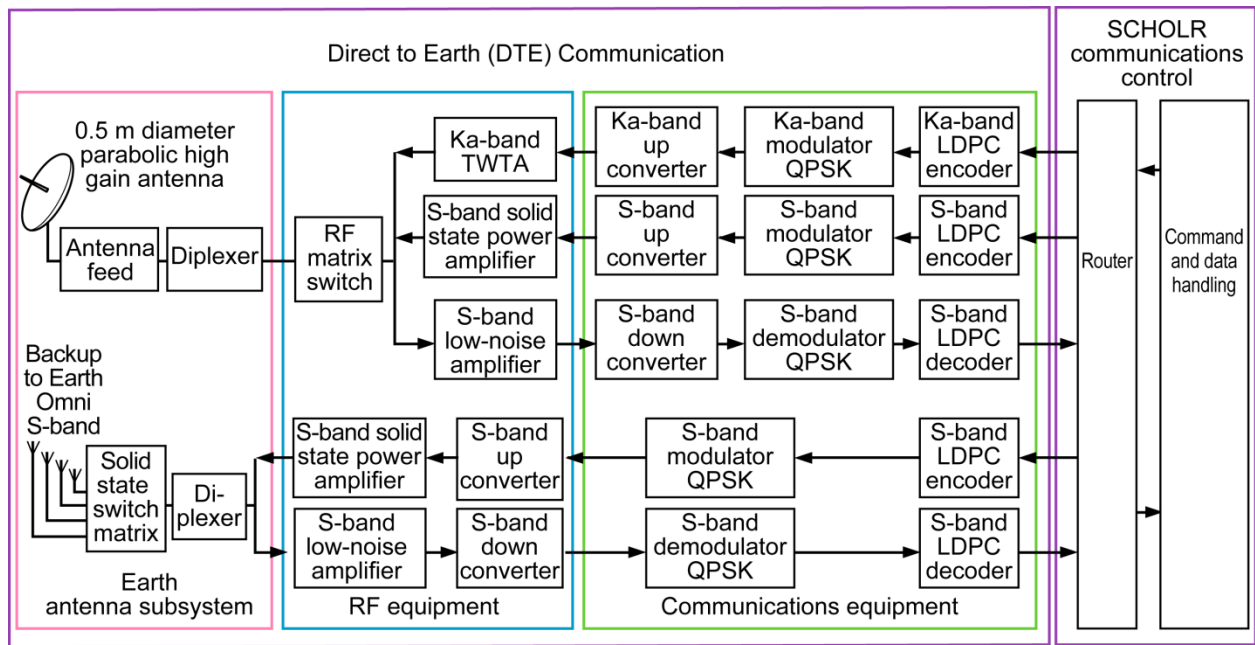 Direct to Earth (DTE) Communication
SCHOLR
communications
control
0.5 m diameter
parabolic high
gain antenna
Antenna
feed
Diplexer
RF
matrix
switch
Ka-band
TWTA
Ka-band
up
converter
Ka-band
modulator
QPSK
Ka-band
LDPC
encoder
S-band solid
state power
amplifier
S-band
up
converter
S-band
modulator
QPSK
S-band
LDPC
encoder
S-band
low-noise
amplifier
S-band
down
converter
S-band
demodulator
QPSK
S-band
LDPC
decoder
Router
Command
and data
handling
Backup
to Earth
Omni
S-band
Solid
state
switch
matrix
Di-
plexer
S-band solid
state power
amplifier
S-band
up
converter
S-band
modulator
QPSK
S-band
LDPC
encoder
S-band
low-noise
amplifier
S-band
down
converter
S-band
demodulator
QPSK
S-band
LDPC
decoder
Earth
antenna subsystem
RF equipment
Communications equipment